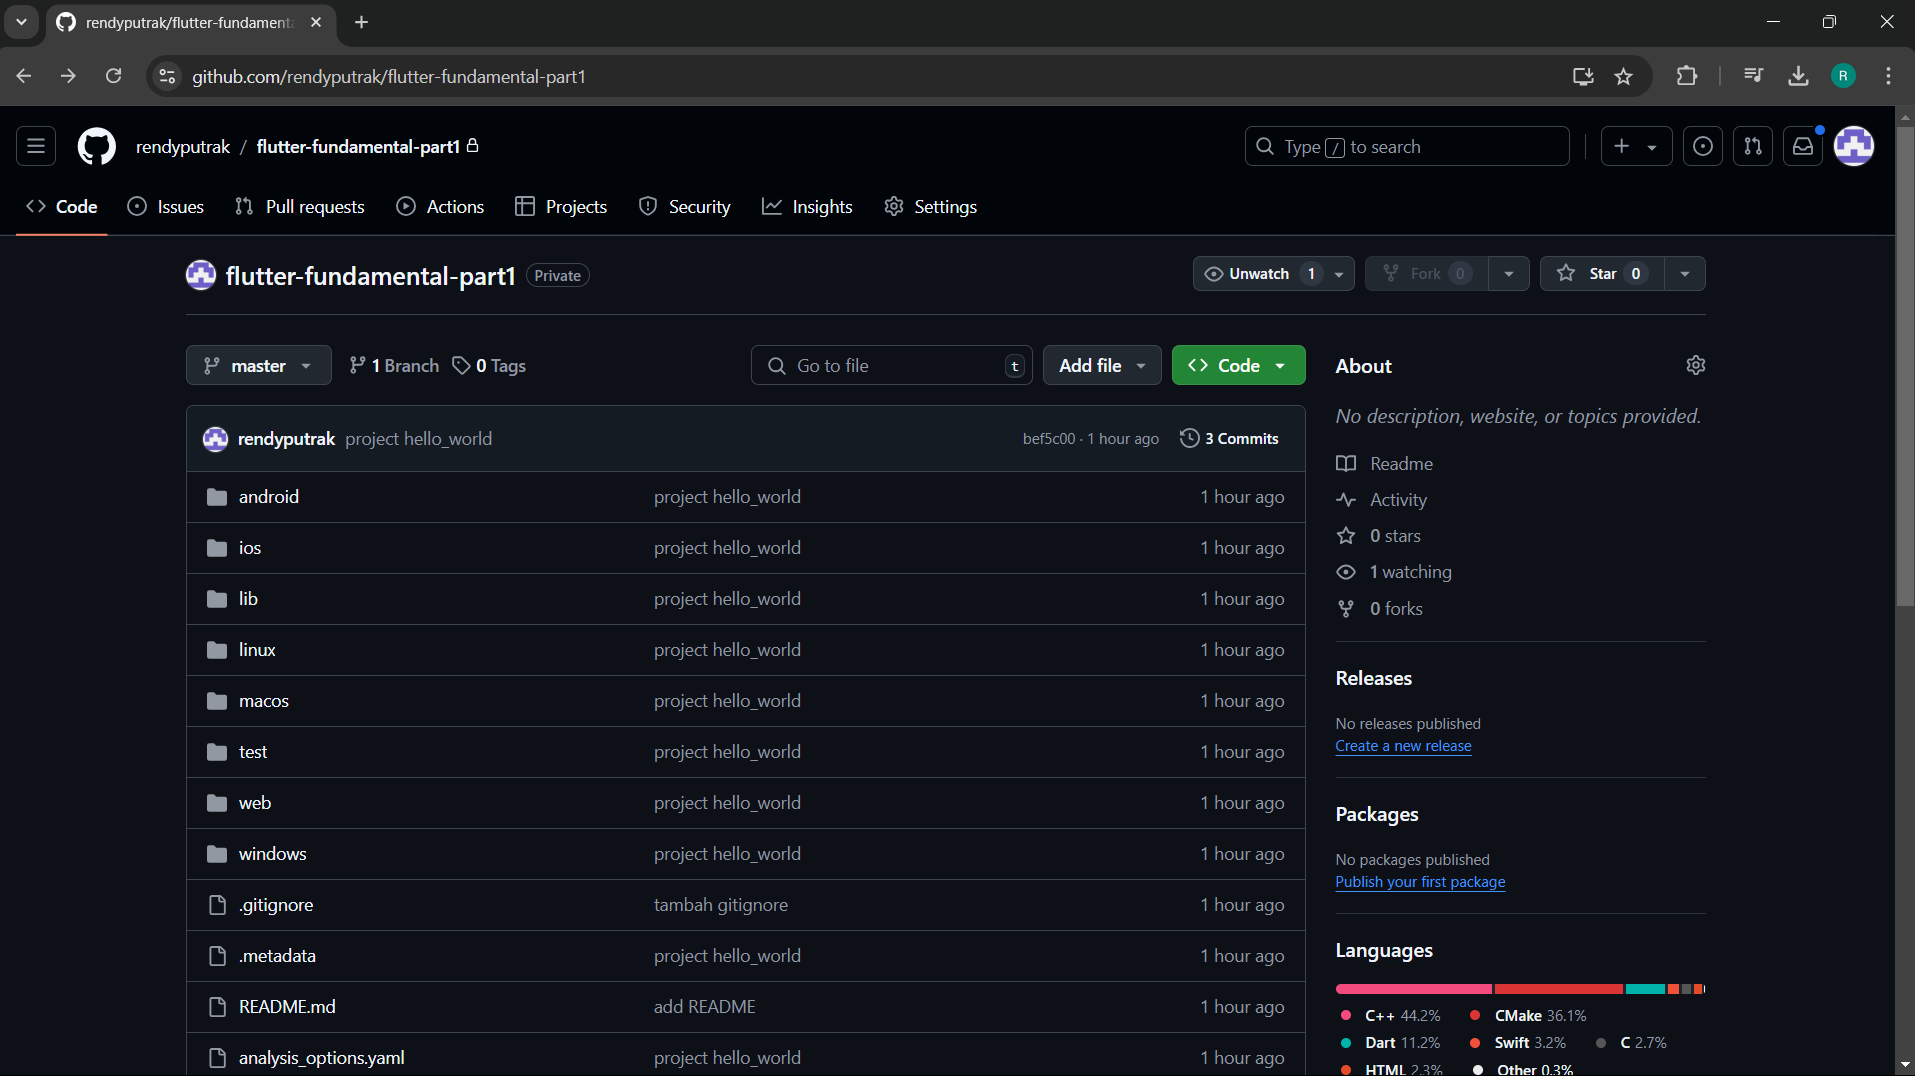 rendyputrak/flutter-fundament
github.com/rendyputrak/flutter-fundamental-part1
R
rendyputrak / flutter-fundamental-part1
Type / to search
Code Issues Pull requests Actions Projects Security Insights Settings
flutter-fundamental-part1 Private
Unwatch 1 Fork 0 Star 0
master 1 Branch 0 Tags Go to file t Add file Code
rendyputrak project hello_world bef5c00 · 1 hour ago 3 Commits
android project hello_world 1 hour ago
ios project hello_world 1 hour ago
lib project hello_world 1 hour ago
linux project hello_world 1 hour ago
macos project hello_world 1 hour ago
test project hello_world 1 hour ago
web project hello_world 1 hour ago
windows project hello_world 1 hour ago
.gitignore tambah gitignore 1 hour ago
.metadata project hello_world 1 hour ago
README.md add README 1 hour ago
analysis_options.yaml project hello_world 1 hour ago
About
No description, website, or topics provided.
Readme
Activity
0 stars
1 watching
0 forks
Releases
No releases published
Create a new release
Packages
No packages published
Publish your first package
Languages
C++ 44.2% CMake 36.1%
Dart 11.2% Swift 3.2% C 2.7%
HTML 2.3% Other 0.3%